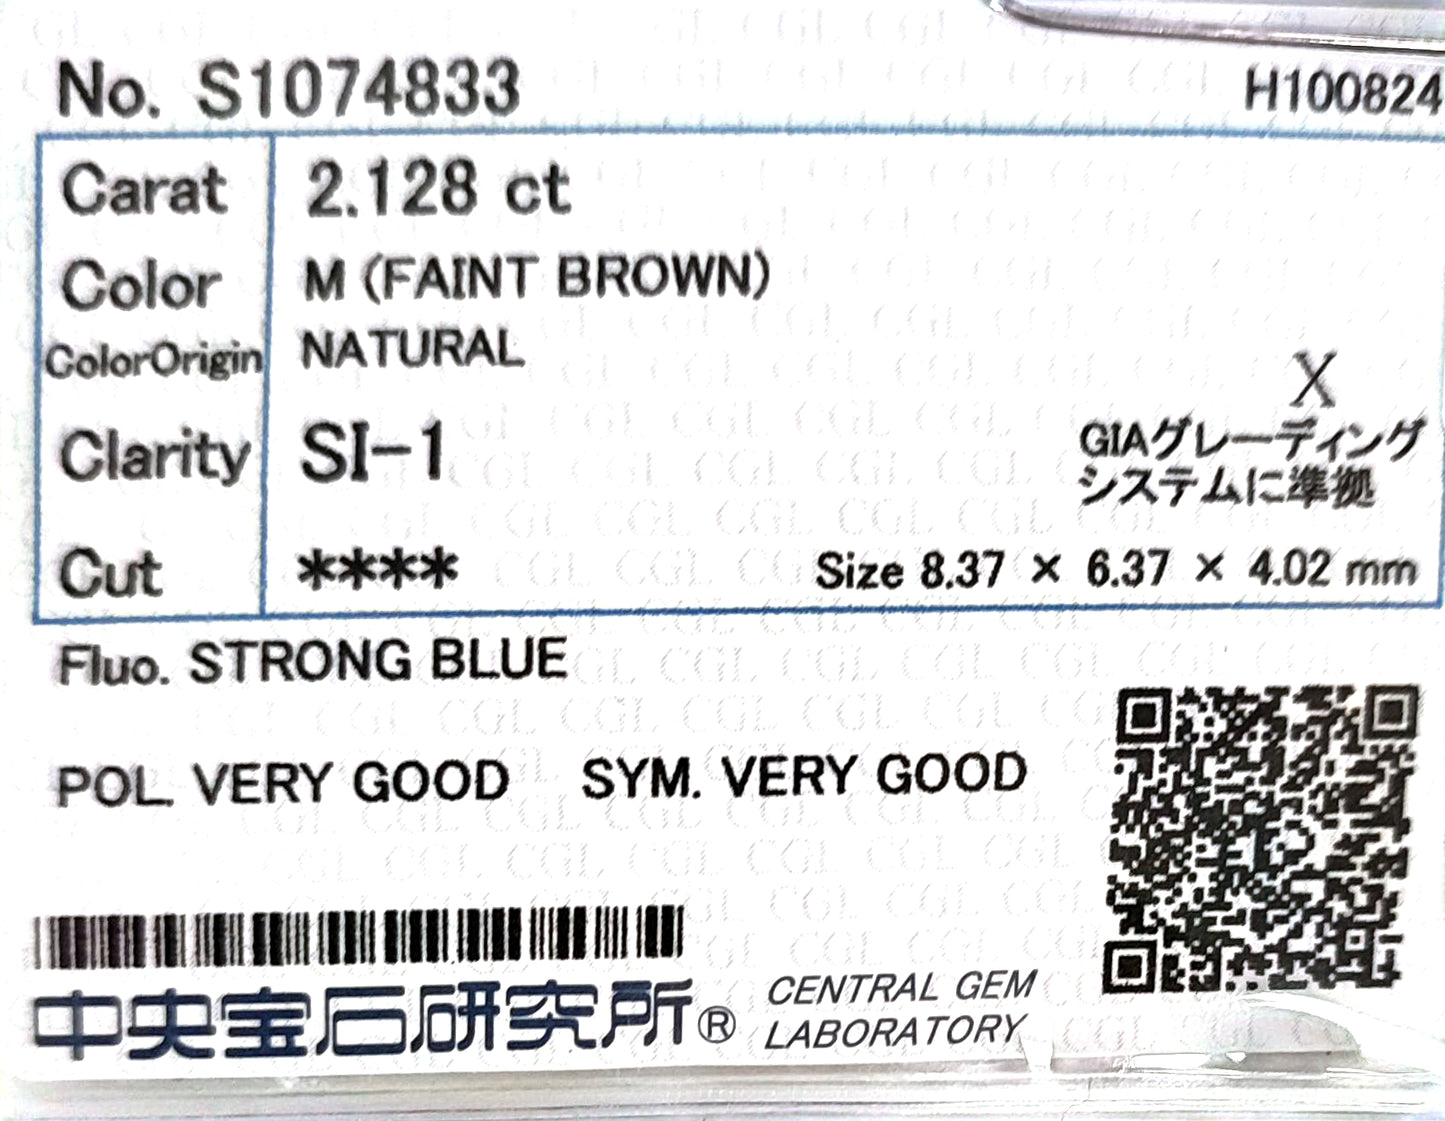 No. S1074833 H100824
Carat 2.128 ct
Color M (FAINT BROWN)
ColorOrigin NATURAL
X
Clarity SI-1 GIAグレーディング
システムに準拠
Cut **** Size 8.37 × 6.37 × 4.02 mm
Fluo. STRONG BLUE
POL. VERY GOOD SYM. VERY GOOD
中央宝石研究所® CENTRAL GEM
LABORATORY